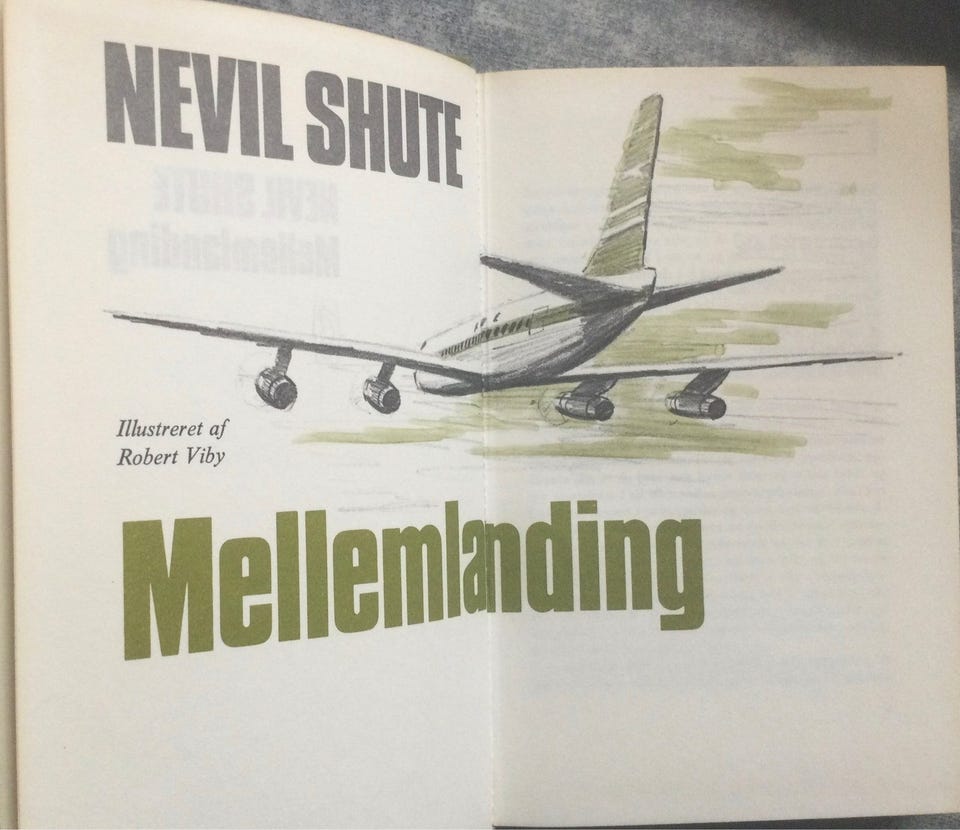 NEVIL SHUTE
Illustreret af
Robert Viby
Mellemlanding